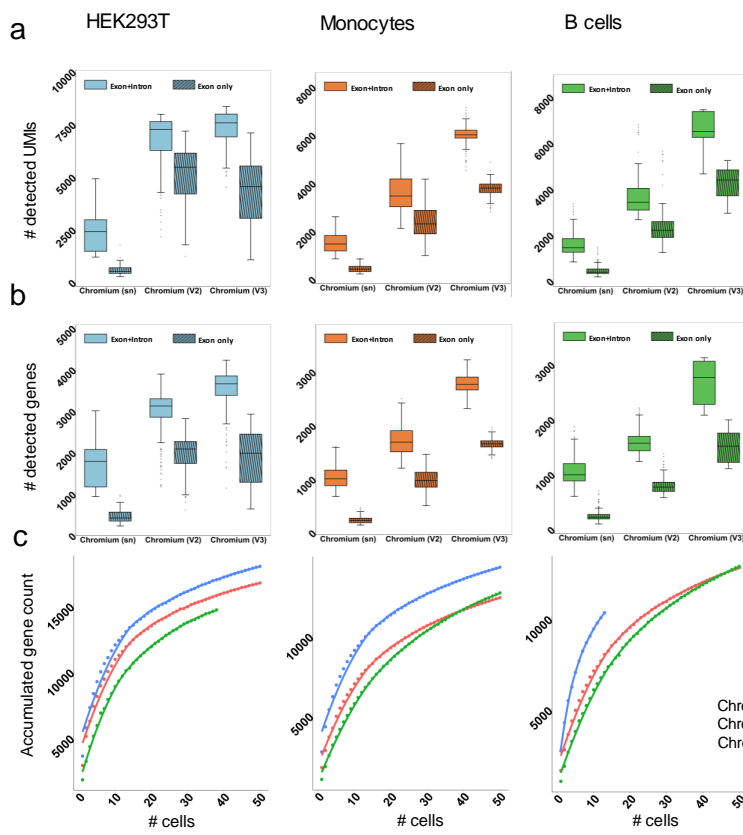 HEK293T Monocytes B cells
a
# detected UMIs
10000
7500
5000
2500
0
Exon+Intron Exon only
Chromium (sn) Chromium (V2) Chromium (V3)
8000
6000
4000
2000
0
Exon+Intron Exon only
Chromium (sn) Chromium (V2) Chromium (V3)
8000
6000
4000
2000
0
Exon+Intron Exon only
Chromium (sn) Chromium (V2) Chromium (V3)
b
# detected genes
5000
4000
3000
2000
1000
0
Exon+Intron Exon only
Chromium (sn) Chromium (V2) Chromium (V3)
3000
2000
1000
0
Exon+Intron Exon only
Chromium (sn) Chromium (V2) Chromium (V3)
3000
2000
1000
0
Exon+Intron Exon only
Chromium (sn) Chromium (V2) Chromium (V3)
c
Accumulated gene count
15000
10000
5000
0 10 20 30 40 50
# cells
10000
5000
0 10 20 30 40 50
# cells
10000
5000
Chro
Chro
Chro
0 10 20 30 40 50
# cells